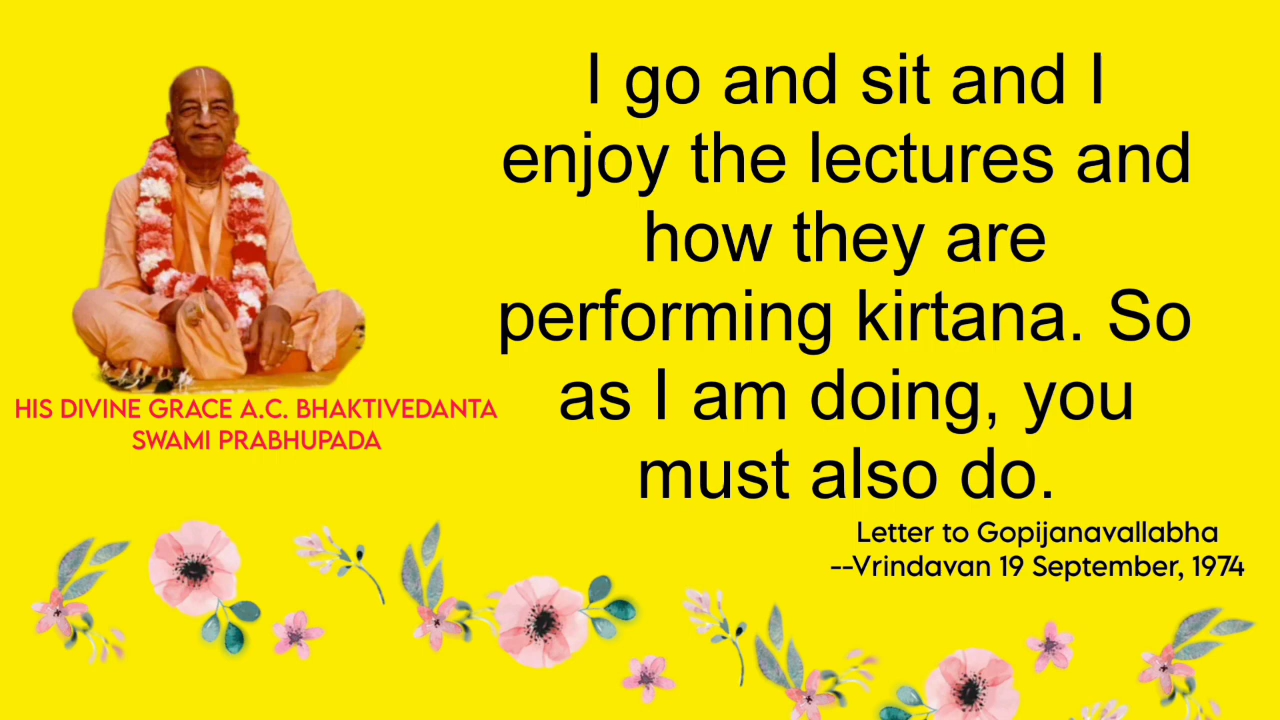 I go and sit and I
enjoy the lectures and
how they are
performing kirtana. So
as I am doing, you
must also do.
HIS DIVINE GRACE A.C. BHAKTIVEDANTA
SWAMI PRABHUPADA
Letter to Gopijanavallabha
--Vrindavan 19 September, 1974